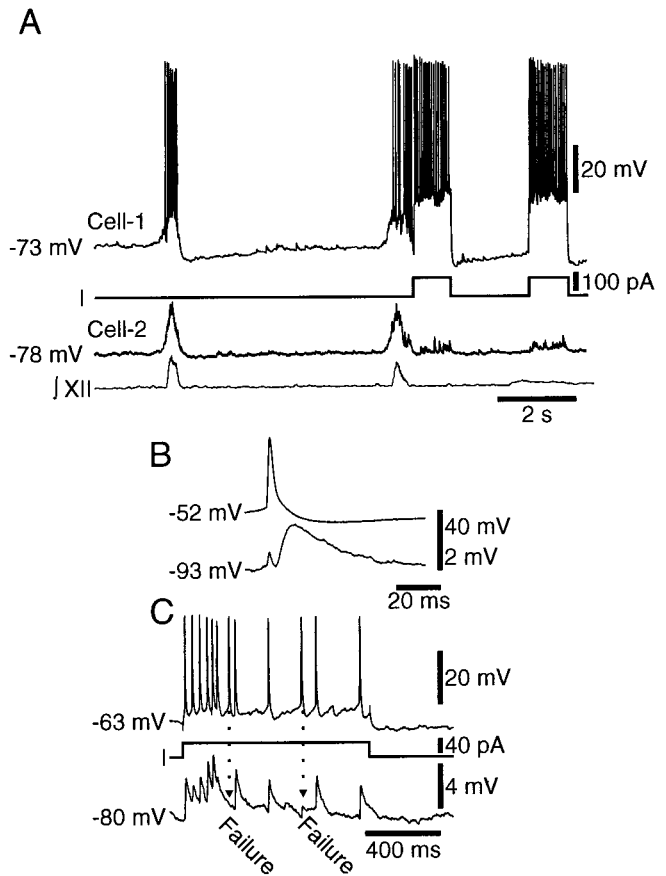 A
20 mV
Cell-1
-73 mV
100 pA
I
Cell-2
-78 mV
∫ XII
2 s
B
-52 mV
40 mV
2 mV
-93 mV
20 ms
C
20 mV
-63 mV
40 pA
I
4 mV
-80 mV
Failure
Failure
400 ms